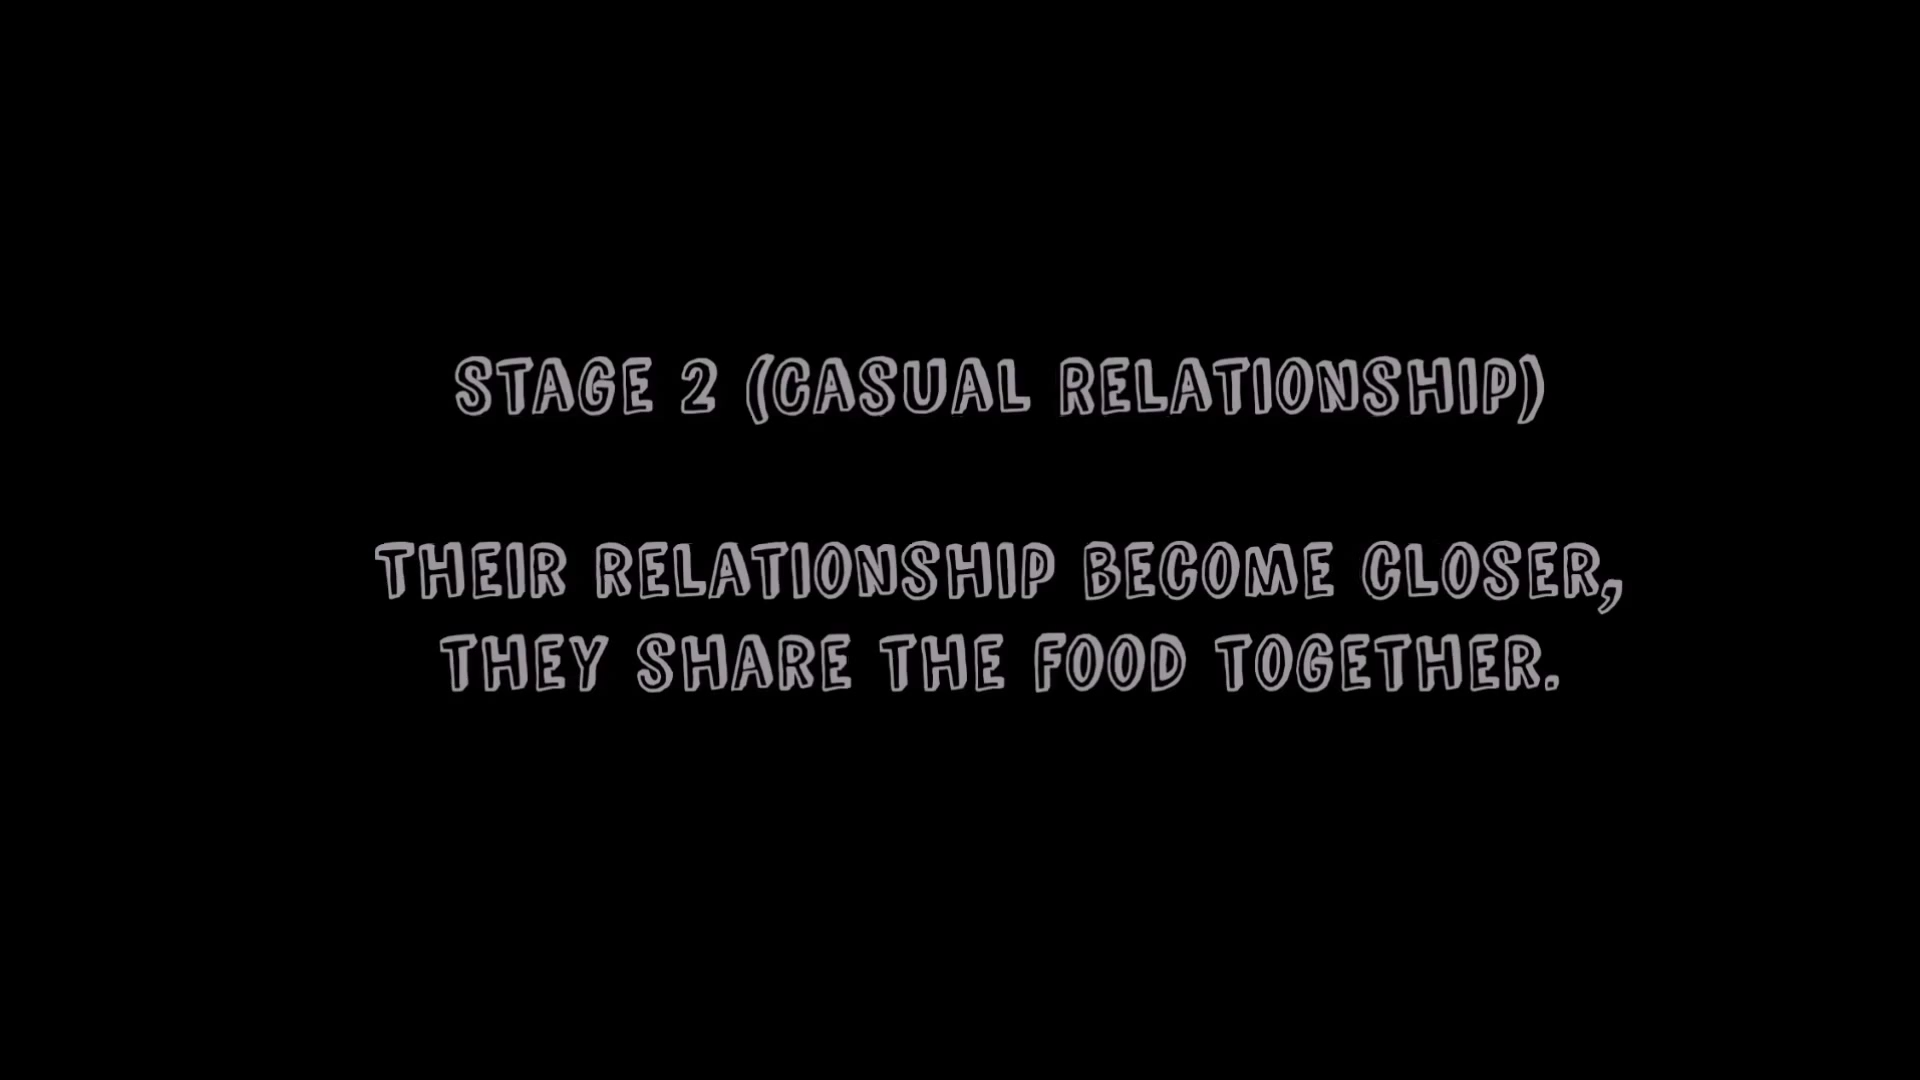 STAGE 2 (CASUAL RELATIONSHIP)
THEIR RELATIONSHIP BECOME CLOSER,
THEY SHARE THE FOOD TOGETHER.